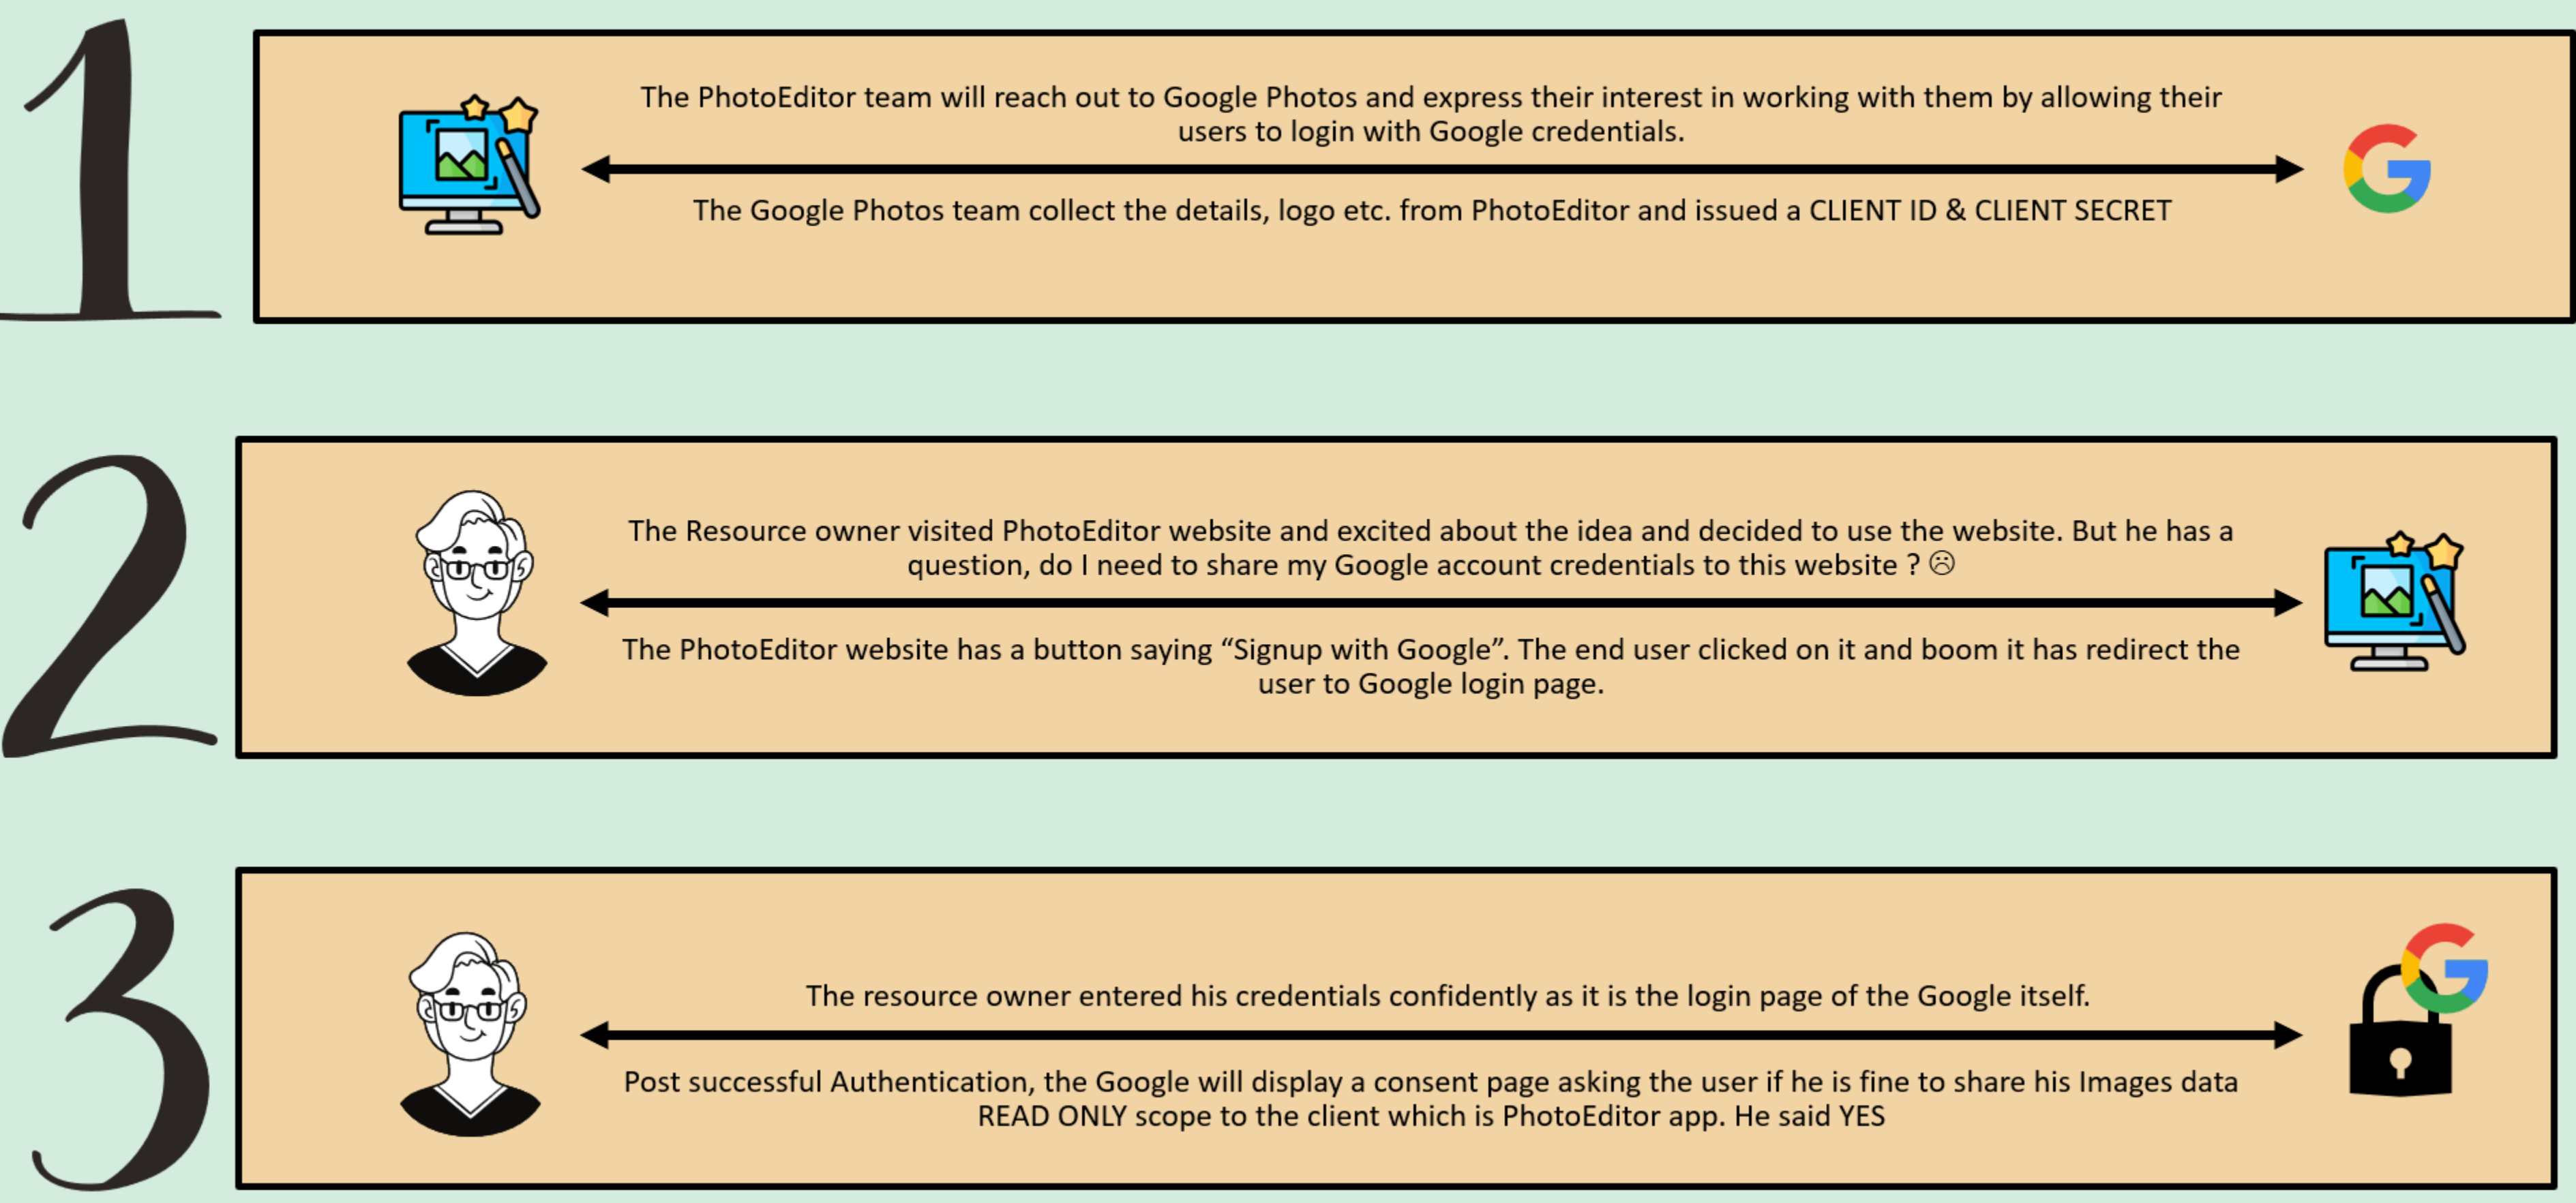 1
The PhotoEditor team will reach out to Google Photos and express their interest in working with them by allowing their
users to login with Google credentials.
The Google Photos team collect the details, logo etc. from PhotoEditor and issued a CLIENT ID & CLIENT SECRET
2
The Resource owner visited PhotoEditor website and excited about the idea and decided to use the website. But he has a
question, do I need to share my Google account credentials to this website ? ☹
The PhotoEditor website has a button saying “Signup with Google”. The end user clicked on it and boom it has redirect the
user to Google login page.
3
The resource owner entered his credentials confidently as it is the login page of the Google itself.
Post successful Authentication, the Google will display a consent page asking the user if he is fine to share his Images data
READ ONLY scope to the client which is PhotoEditor app. He said YES